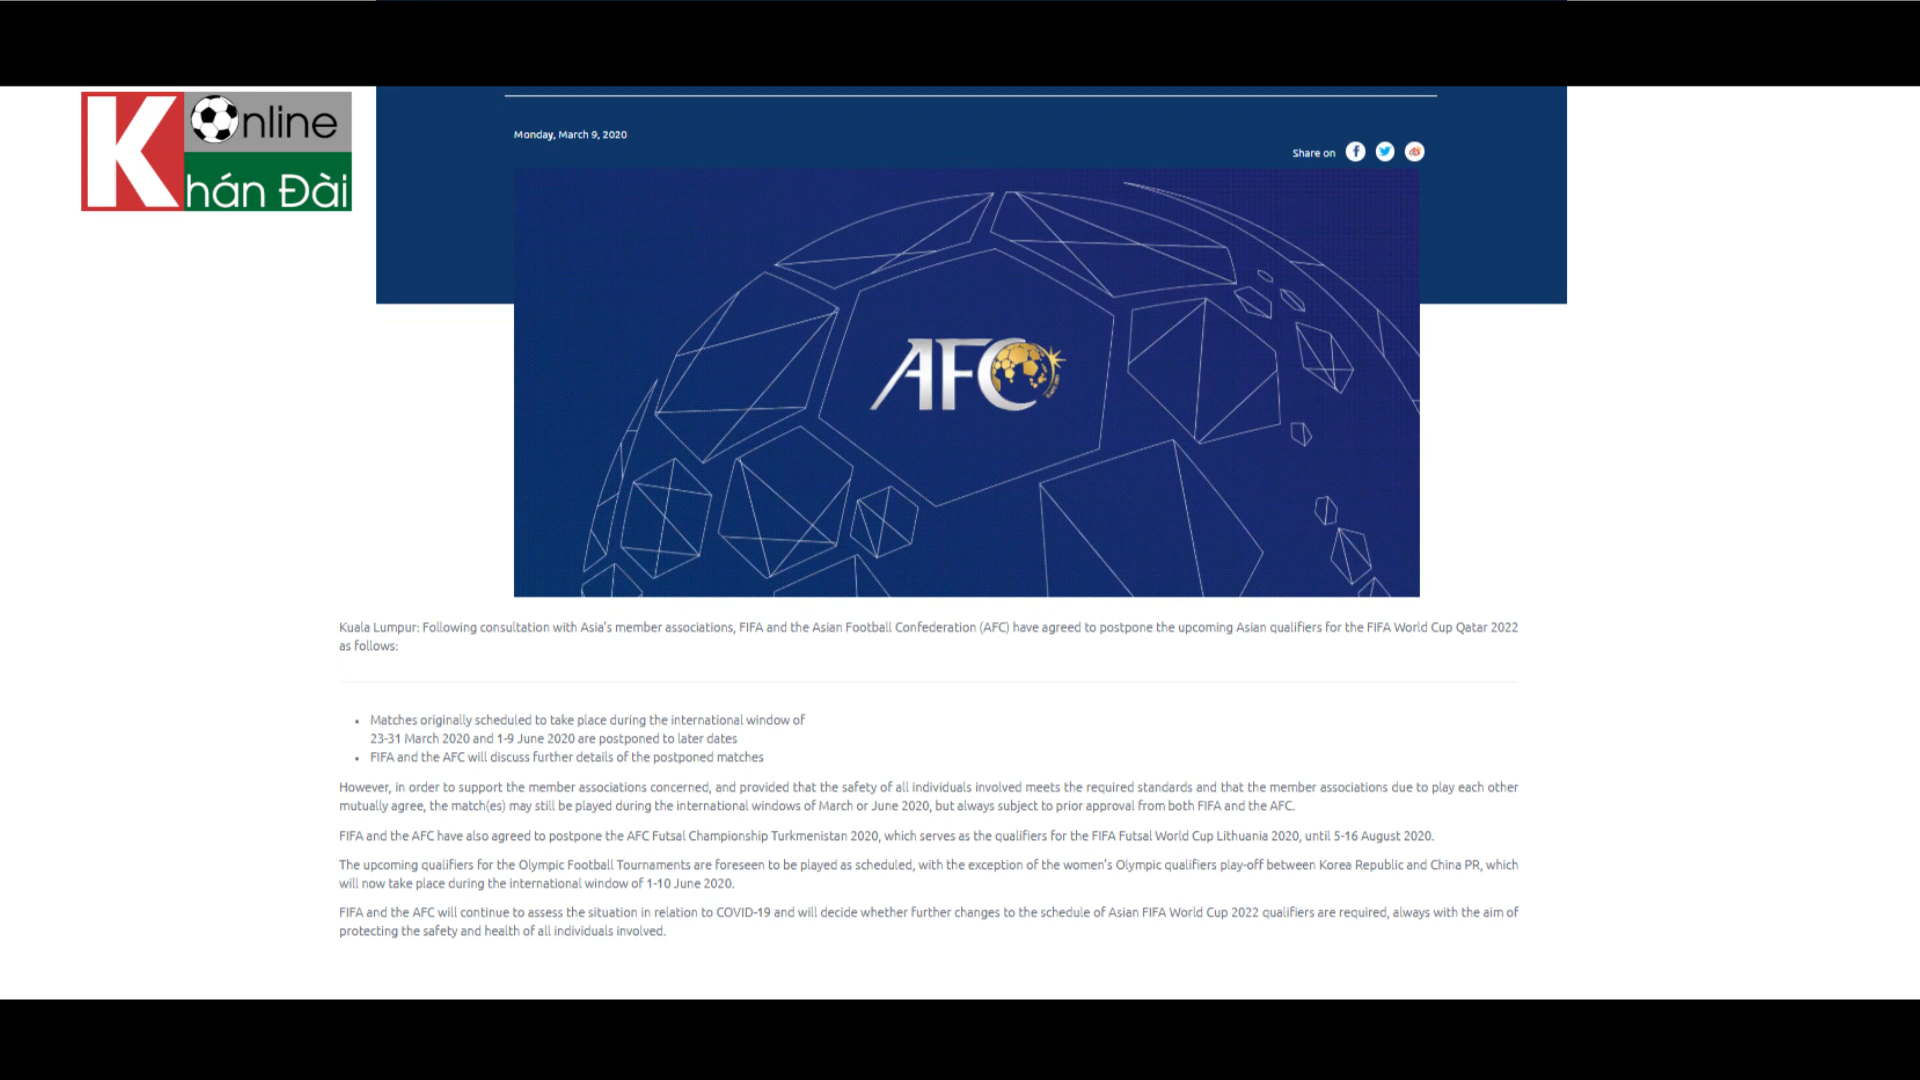 Online
Khán Đài
Monday, March 9, 2020
Share on
AFC
Kuala Lumpur: Following consultation with Asia's member associations, FIFA and the Asian Football Confederation (AFC) have agreed to postpone the upcoming Asian qualifiers for the FIFA World Cup Qatar 2022
as follows:
• Matches originally scheduled to take place during the international window of
23-31 March 2020 and 1-9 June 2020 are postponed to later dates
• FIFA and the AFC will discuss further details of the postponed matches
However, in order to support the member associations concerned, and provided that the safety of all individuals involved meets the required standards and that the member associations due to play each other
mutually agree, the match(es) may still be played during the international windows of March or June 2020, but always subject to prior approval from both FIFA and the AFC.
FIFA and the AFC have also agreed to postpone the AFC Futsal Championship Turkmenistan 2020, which serves as the qualifiers for the FIFA Futsal World Cup Lithuania 2020, until 5-16 August 2020.
The upcoming qualifiers for the Olympic Football Tournaments are foreseen to be played as scheduled, with the exception of the women's Olympic qualifiers play-off between Korea Republic and China PR, which
will now take place during the international window of 1-10 June 2020.
FIFA and the AFC will continue to assess the situation in relation to COVID-19 and will decide whether further changes to the schedule of Asian FIFA World Cup 2022 qualifiers are required, always with the aim of
protecting the safety and health of all individuals involved.